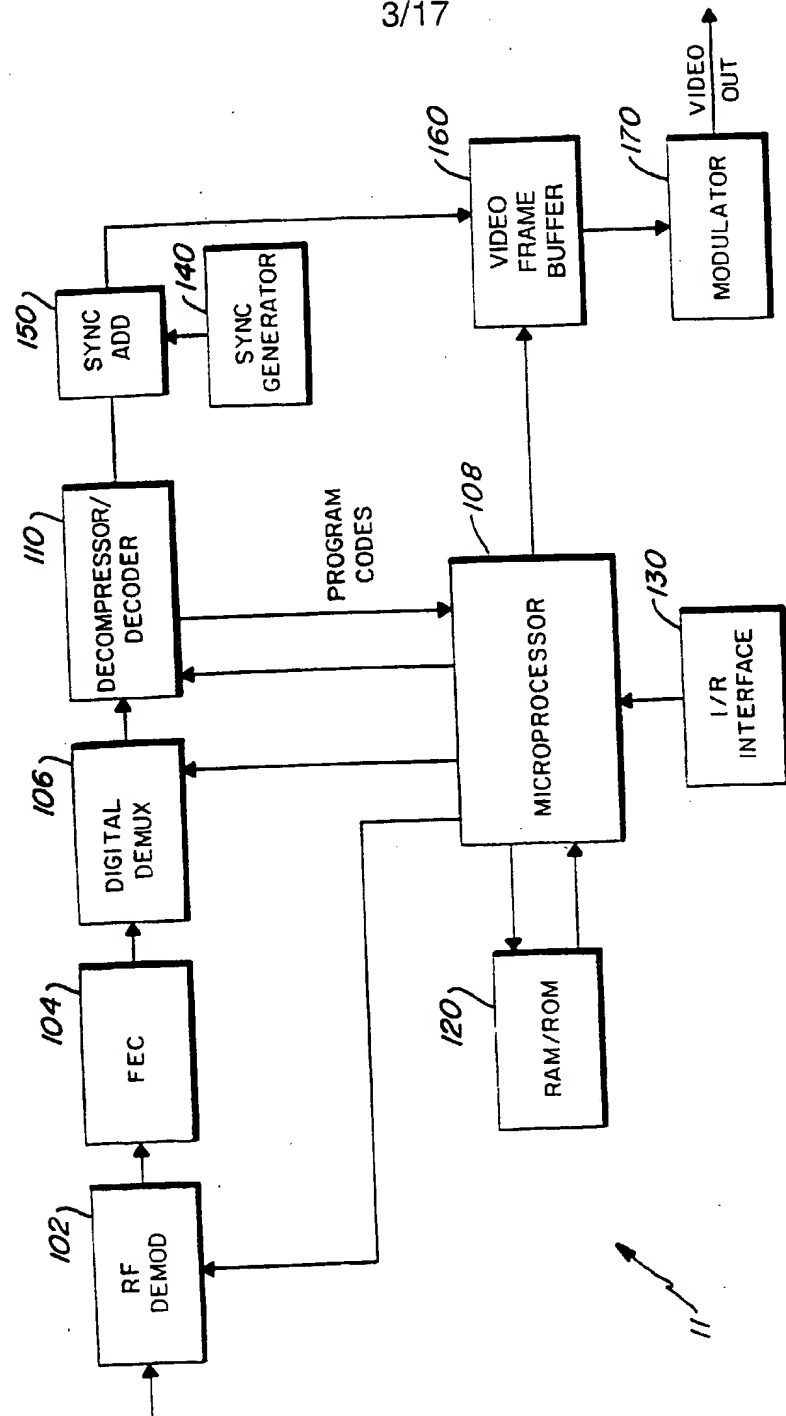 3/17
102
RF
DEMOD
104
FEC
106
DIGITAL
DEMUX
110
DECOMPRESSOR/
DECODER
150
SYNC
ADD
140
SYNC
GENERATOR
PROGRAM
CODES
108
MICROPROCESSOR
120
RAM/ROM
130
I/R
INTERFACE
160
VIDEO
FRAME
BUFFER
170
MODULATOR
VIDEO
OUT
11